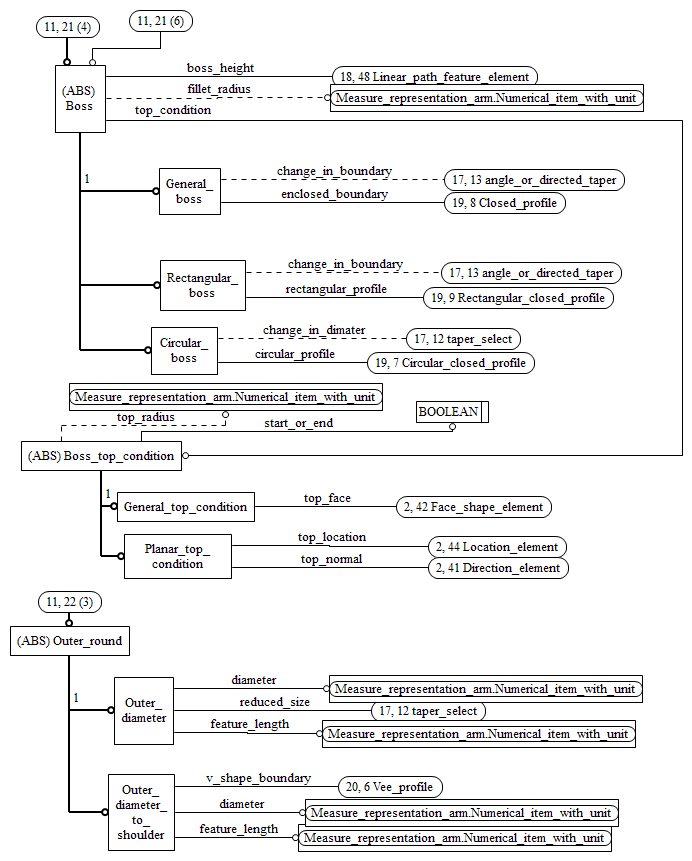 11, 21 (4)
11, 21 (6)
(ABS)
Boss
boss_height
18, 48 Linear_path_feature_element
fillet_radius
Measure_representation_arm.Numerical_item_with_unit
top_condition
1
General_
boss
change_in_boundary
17, 13 angle_or_directed_taper
enclosed_boundary
19, 8 Closed_profile
Rectangular_
boss
change_in_boundary
17, 13 angle_or_directed_taper
rectangular_profile
19, 9 Rectangular_closed_profile
Circular_
boss
change_in_dimater
17, 12 taper_select
circular_profile
19, 7 Circular_closed_profile
Measure_representation_arm.Numerical_item_with_unit
top_radius
start_or_end
BOOLEAN
(ABS) Boss_top_condition
1
General_top_condition
top_face
2, 42 Face_shape_element
Planar_top_
condition
top_location
2, 44 Location_element
top_normal
2, 41 Direction_element
11, 22 (3)
(ABS) Outer_round
1
Outer_
diameter
diameter
Measure_representation_arm.Numerical_item_with_unit
reduced_size
17, 12 taper_select
feature_length
Measure_representation_arm.Numerical_item_with_unit
Outer_
diameter_
to_
shoulder
v_shape_boundary
20, 6 Vee_profile
diameter
Measure_representation_arm.Numerical_item_with_unit
feature_length
Measure_representation_arm.Numerical_item_with_unit